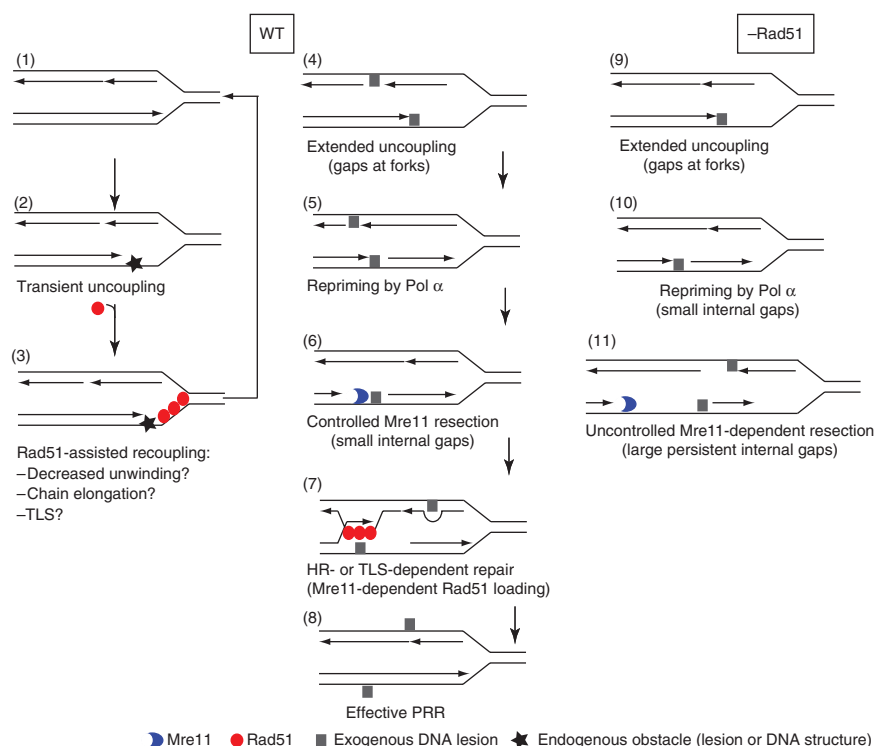 WT
–Rad51
(1)
(2)
Transient uncoupling
(3)
Rad51-assisted recoupling:
–Decreased unwinding?
–Chain elongation?
–TLS?
(4)
Extended uncoupling
(gaps at forks)
(5)
Repriming by Pol α
(6)
Controlled Mre11 resection
(small internal gaps)
(7)
HR- or TLS-dependent repair
(Mre11-dependent Rad51 loading)
(8)
Effective PRR
(9)
Extended uncoupling
(gaps at forks)
(10)
Repriming by Pol α
(small internal gaps)
(11)
Uncontrolled Mre11-dependent resection
(large persistent internal gaps)
Mre11 Rad51 Exogenous DNA lesion Endogenous obstacle (lesion or DNA structure)